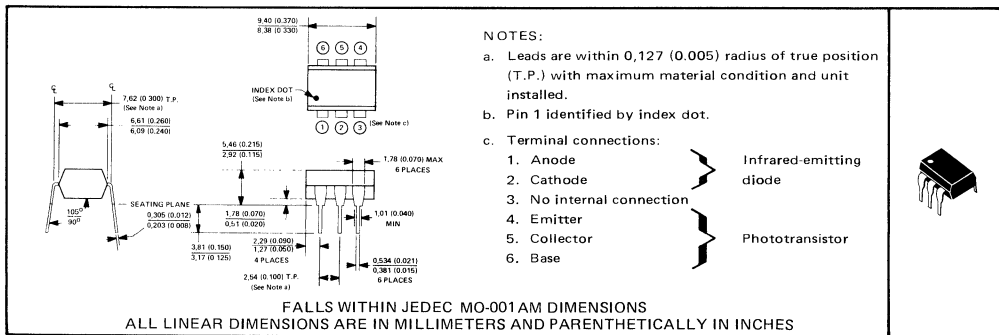 9,40 (0.370)
8,38 (0 330)
6 5 4
INDEX DOT
(See Note b)
1 2 3 (See Note c)
℄ ℄
7,62 (0 300) T.P.
(See Note a)
6,61 (0.260)
6,09 (0.240)
5,46 (0.215)
2,92 (0.115)
1,78 (0.070) MAX
6 PLACES
105°
90°
SEATING PLANE
0,305 (0.012)
0,203 (0 008)
1,78 (0.070)
0,51 (0.020)
1,01 (0.040)
MIN
3,81 (0.150)
3,17 (0 125)
2,29 (0.090)
1,27 (0.050)
4 PLACES
0,534 (0.021)
0,381 (0.015)
6 PLACES
2,54 (0.100) T.P.
(See Note a)
NOTES:
a. Leads are within 0,127 (0.005) radius of true position
(T.P.) with maximum material condition and unit
installed.
b. Pin 1 identified by index dot.
c. Terminal connections:
1. Anode
2. Cathode
Infrared-emitting
diode
3. No internal connection
4. Emitter
5. Collector
6. Base
Phototransistor
FALLS WITHIN JEDEC MO-001AM DIMENSIONS
ALL LINEAR DIMENSIONS ARE IN MILLIMETERS AND PARENTHETICALLY IN INCHES